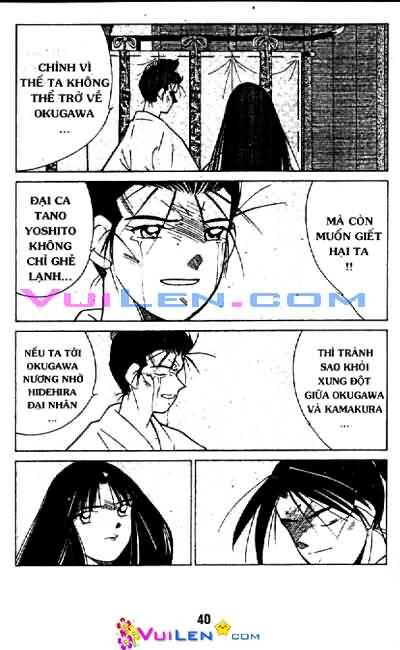 CHÍNH VÌ
THẾ TA KHÔNG
THỂ TRỞ VỀ
OKUGAWA
...
ĐẠI CA
TANO
YOSHITO
KHÔNG
CHỈ GHẺ
LẠNH...
MÀ CÒN
MUỐN GIẾT
HẠI TA
!!
VUILEN.COM
NẾU TA TỚI
OKUGAWA
NƯƠNG NHỜ
HIDEHIRA
ĐẠI NHÂN
...
THÌ TRÁNH
SAO KHỎI
XUNG ĐỘT
GIỮA OKUGAWA
VÀ KAMAKURA
...
40
VUILEN
COM